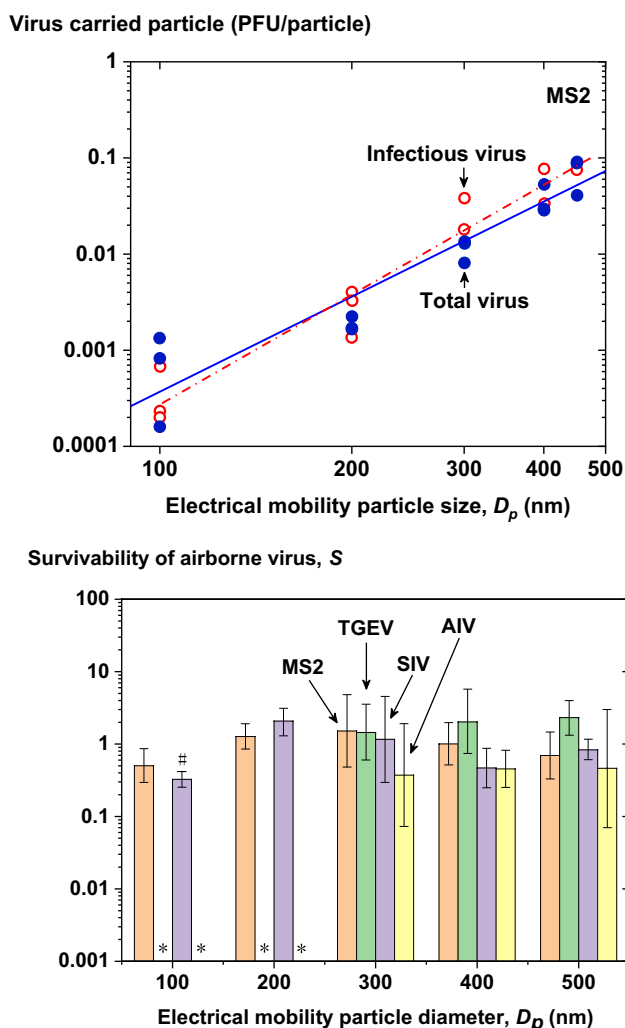 Virus carried particle (PFU/particle)
1
MS2
0.1
Infectious virus
0.01
Total virus
0.001
0.0001
100 200 300 400 500
Electrical mobility particle size, Dp (nm)
Survivability of airborne virus, S
100
TGEV AIV
10
MS2 SIV
1
#
0.1
0.01
* * * *
0.001
100 200 300 400 500
Electrical mobility particle diameter, Dp (nm)